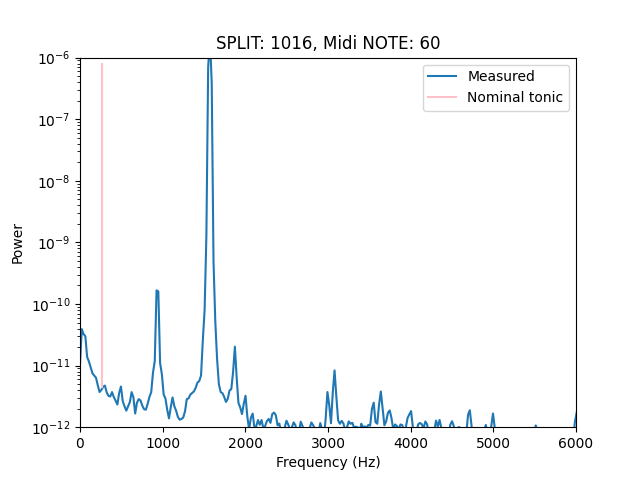 SPLIT: 1016, Midi NOTE: 60
Measured
Nominal tonic
10⁻⁶
10⁻⁷
10⁻⁸
10⁻⁹
10⁻¹⁰
10⁻¹¹
10⁻¹²
Power
0 1000 2000 3000 4000 5000 6000
Frequency (Hz)